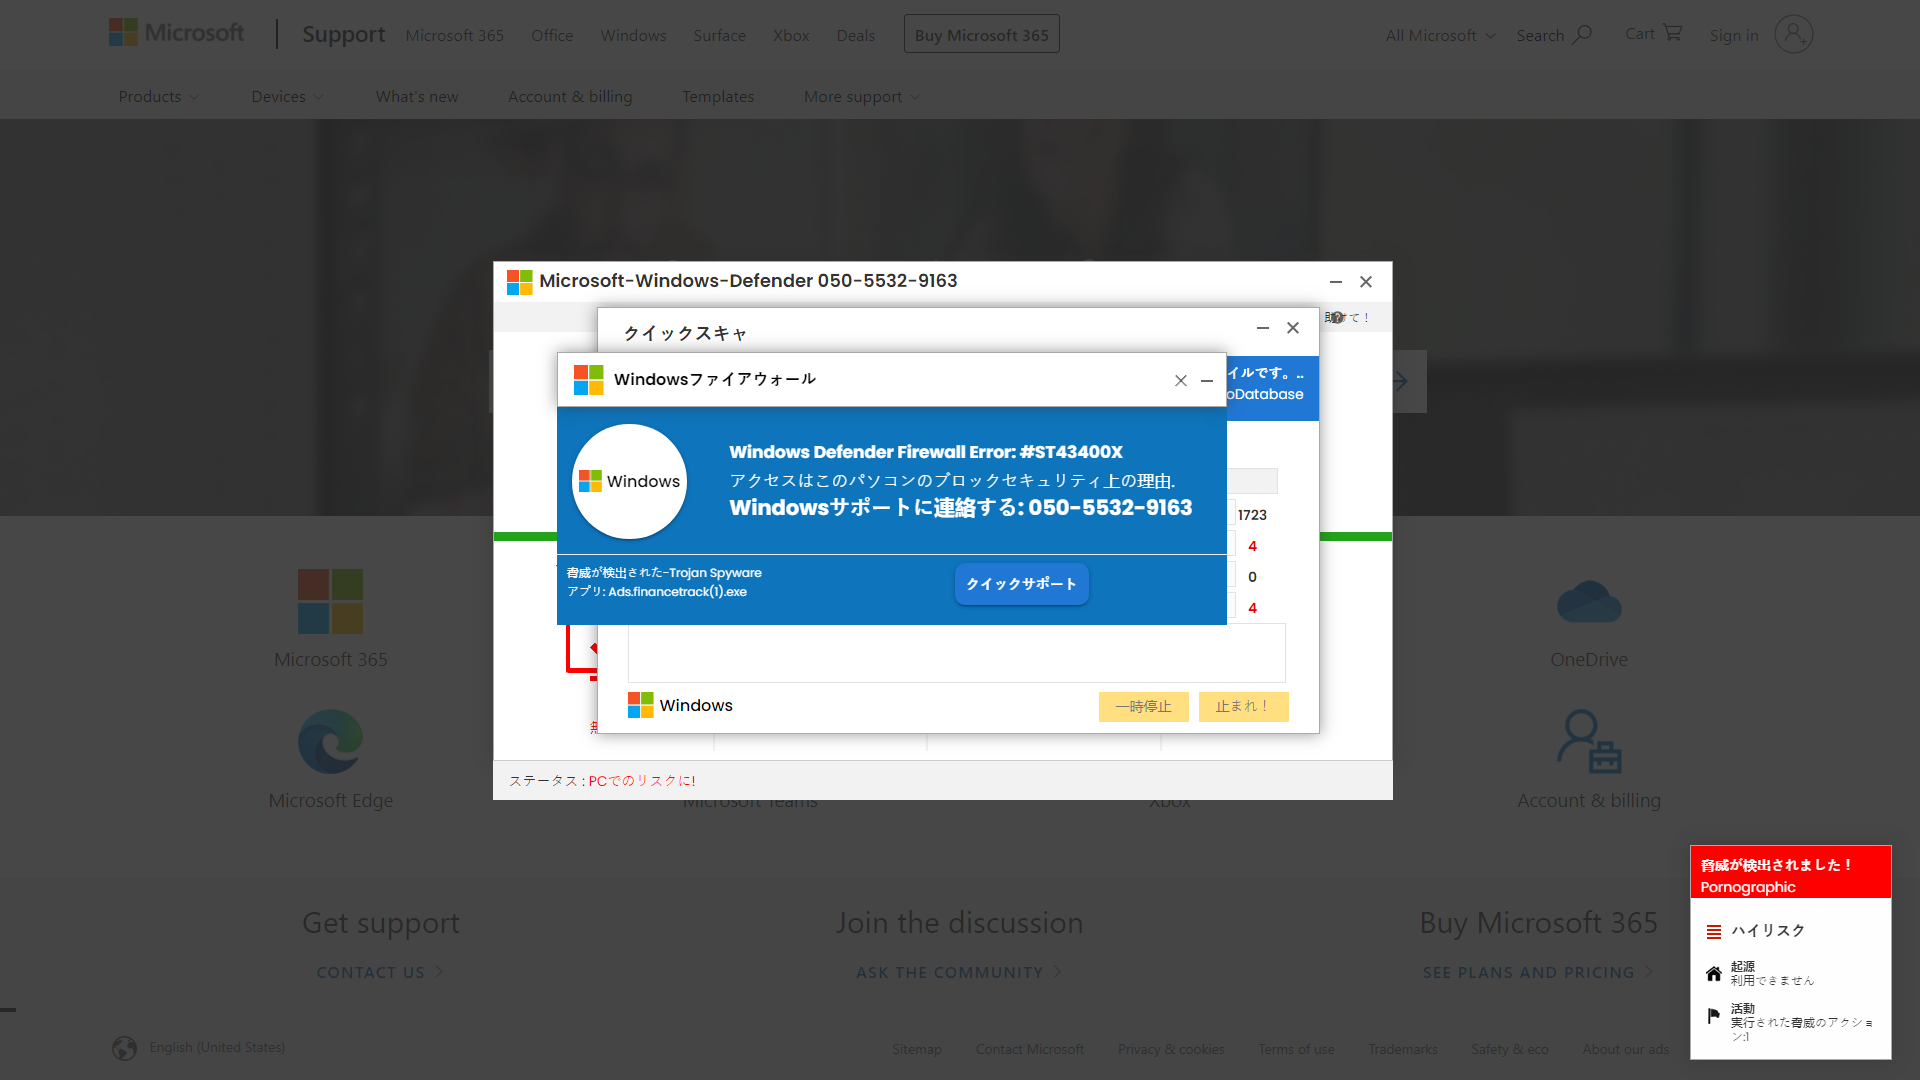 Microsoft
Support
Microsoft 365
Office
Windows
Surface
Xbox
Deals
Buy Microsoft 365
All Microsoft
Search
Cart
Sign in
Products
Devices
What's new
Account & billing
Templates
More support
Microsoft-Windows-Defender 050-5532-9163
クイックスキャ
Windowsファイアウォール
イルです。..
oDatabase
Windows
Windows Defender Firewall Error: #ST43400X
アクセスはこのパソコンのブロックセキュリティ上の理由.
Windowsサポートに連絡する: 050-5532-9163
1723
4
0
4
脅威が検出された-Trojan Spyware
アプリ: Ads.financetrack(1).exe
クイックサポート
Windows
一時停止
止まれ！
ステータス : PCでのリスクに!
Microsoft 365
OneDrive
Microsoft Edge
Microsoft Teams
Xbox
Account & billing
脅威が検出されました！
Pornographic
ハイリスク
起源
利用できません
活動
実行された脅威のアクショ
ン:1
Get support
Join the discussion
Buy Microsoft 365
CONTACT US
ASK THE COMMUNITY
SEE PLANS AND PRICING
English (United States)
Sitemap
Contact Microsoft
Privacy & cookies
Terms of use
Trademarks
Safety & eco
About our ads